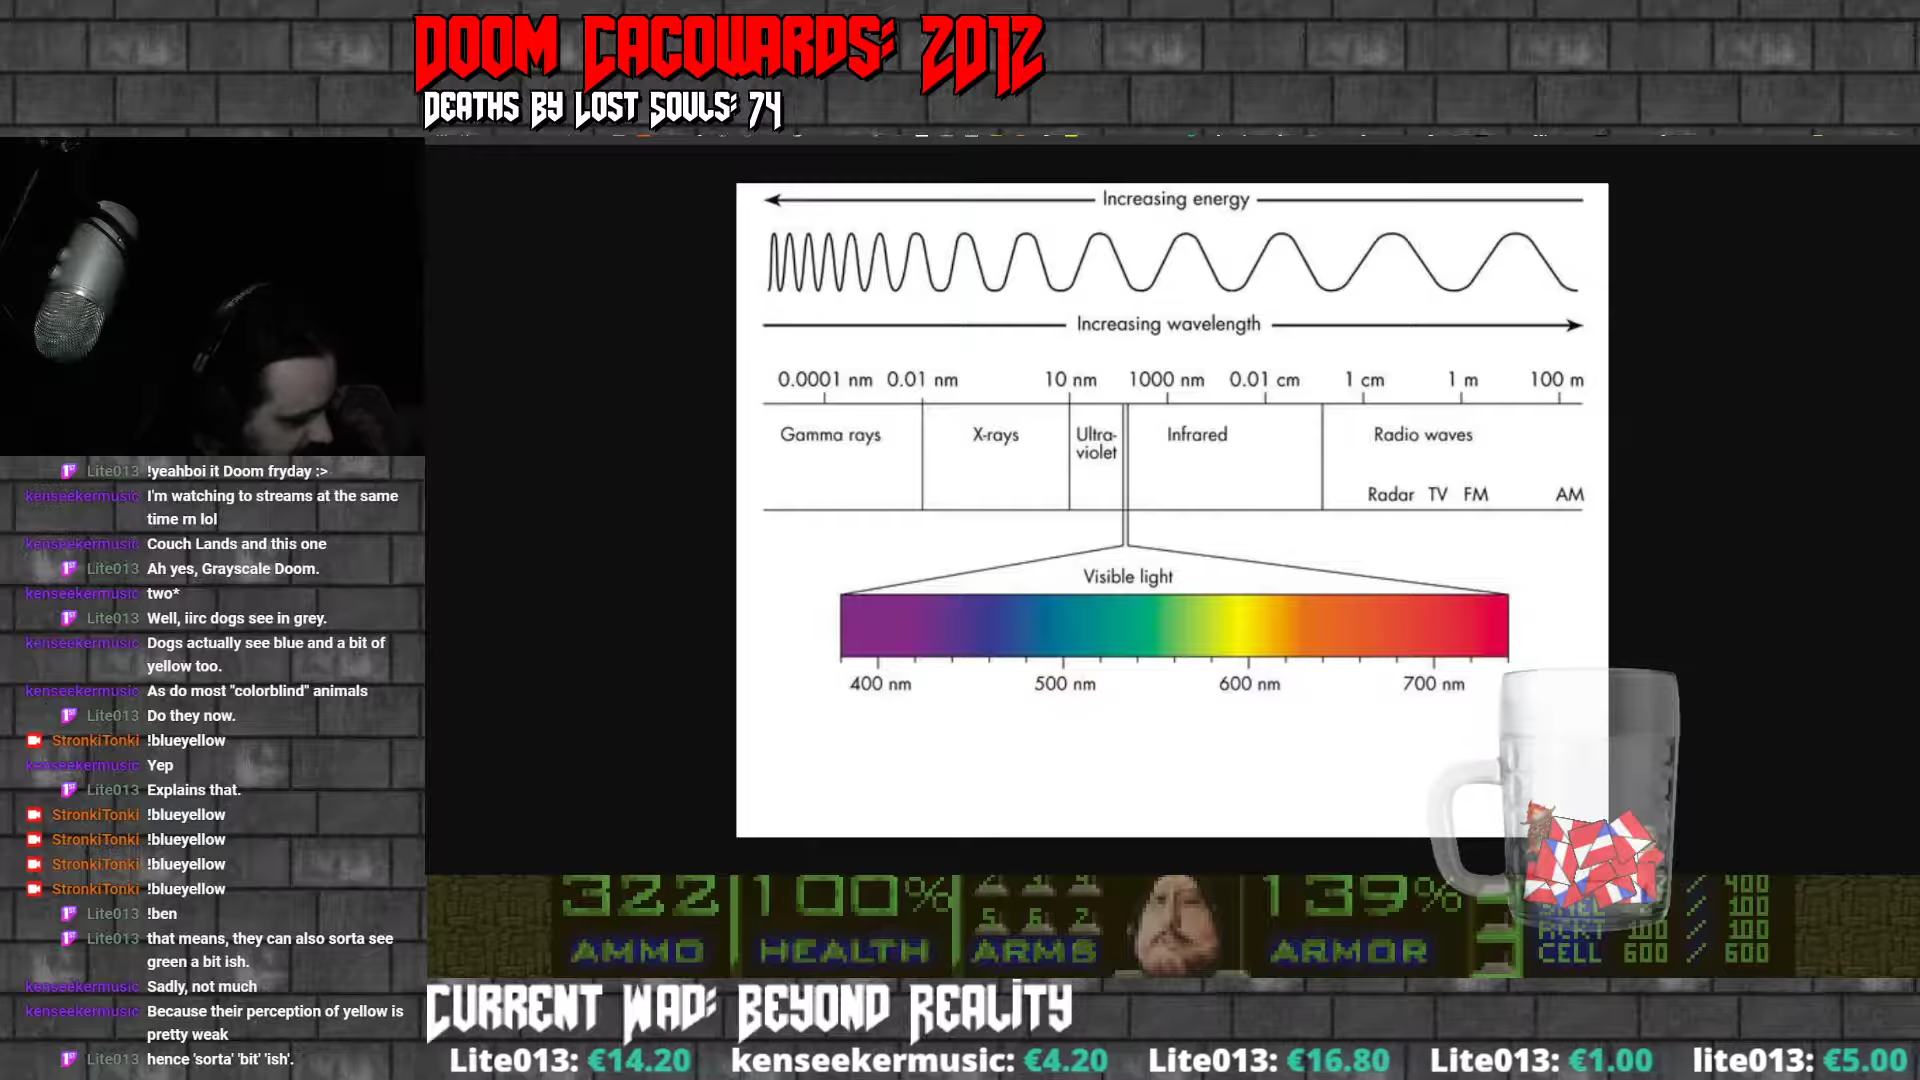 DOOM CACOWARDS: 2012
DEATHS BY LOST SOULS: 74
Lite013 !yeahboi it Doom fryday :>
kenseekermusic I'm watching to streams at the same
time rn lol
kenseekermusic Couch Lands and this one
Lite013 Ah yes, Grayscale Doom.
kenseekermusic two*
Lite013 Well, iirc dogs see in grey.
kenseekermusic Dogs actually see blue and a bit of
yellow too.
kenseekermusic As do most "colorblind" animals
Lite013 Do they now.
StronkiTonki !blueyellow
kenseekermusic Yep
Lite013 Explains that.
StronkiTonki !blueyellow
StronkiTonki !blueyellow
StronkiTonki !blueyellow
StronkiTonki !blueyellow
Lite013 !ben
Lite013 that means, they can also sorta see
green a bit ish.
kenseekermusic Sadly, not much
kenseekermusic Because their perception of yellow is
pretty weak
Lite013 hence 'sorta' 'bit' 'ish'.
Increasing energy
Increasing wavelength
0.0001 nm 0.01 nm 10 nm 1000 nm 0.01 cm 1 cm 1 m 100 m
Gamma rays X-rays Ultra-
violet Infrared Radio waves
Radar TV FM AM
Visible light
400 nm 500 nm 600 nm 700 nm
322 100% 139%
5 6
AMMO HEALTH ARMS ARMOR
/ 400
/ 100
100 / 100
CELL 600 / 600
CURRENT WAD: BEYOND REALITY
Lite013: €14.20 kenseekermusic: €4.20 Lite013: €16.80 Lite013: €1.00 lite013: €5.00